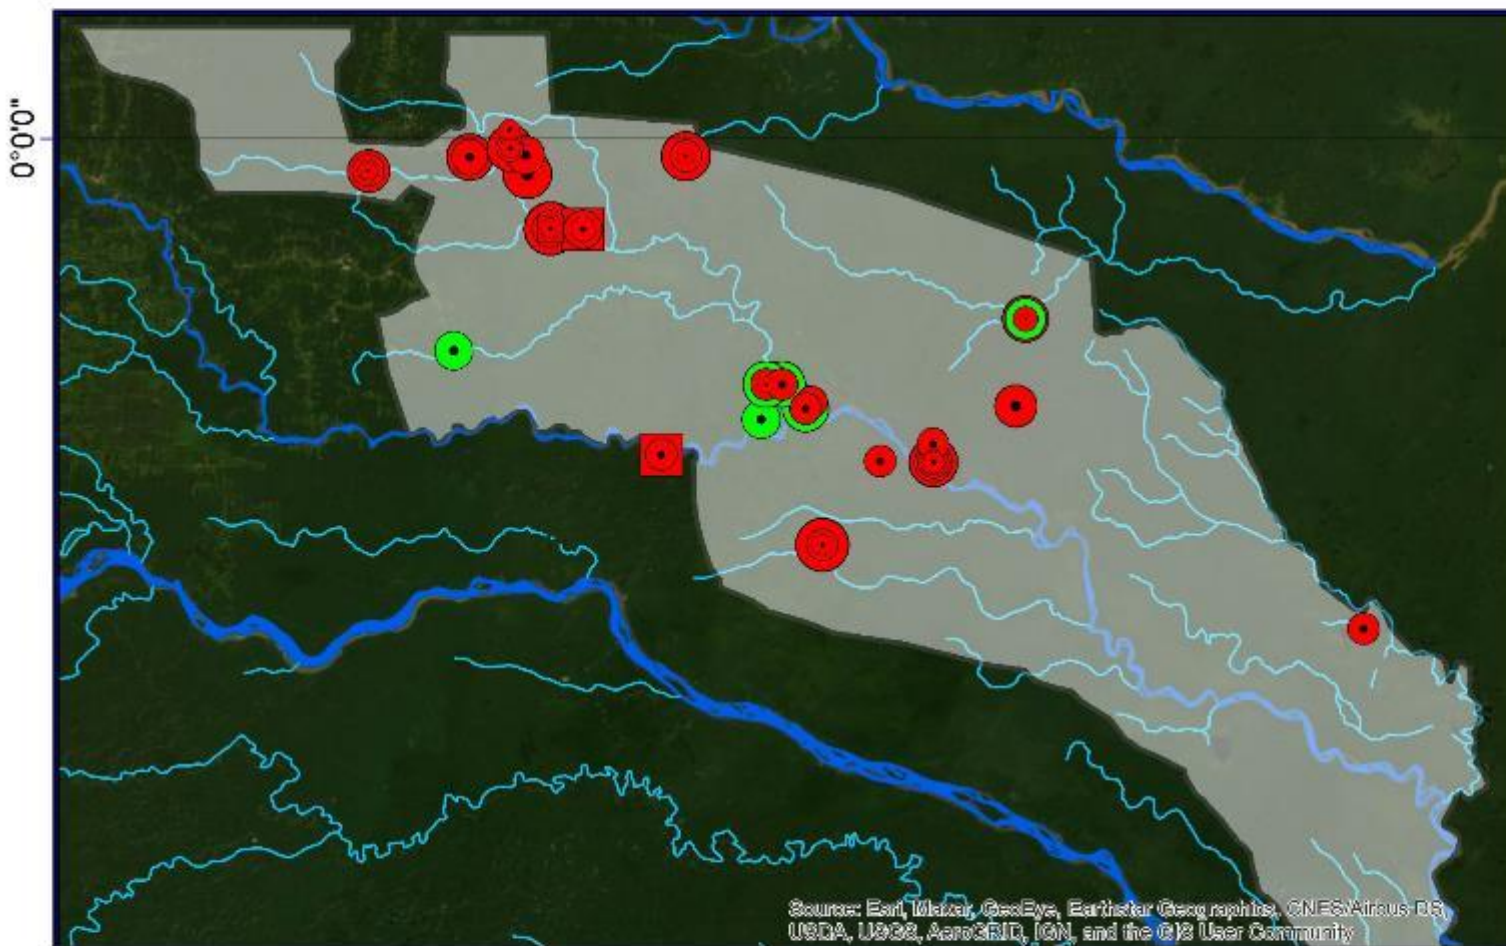 0°0'0"
Source: Esri, Maxar, GeoEye, Earthstar Geographics, CNES/Airbus DS,
USDA, USGS, AeroGRID, IGN, and the GIS User Community